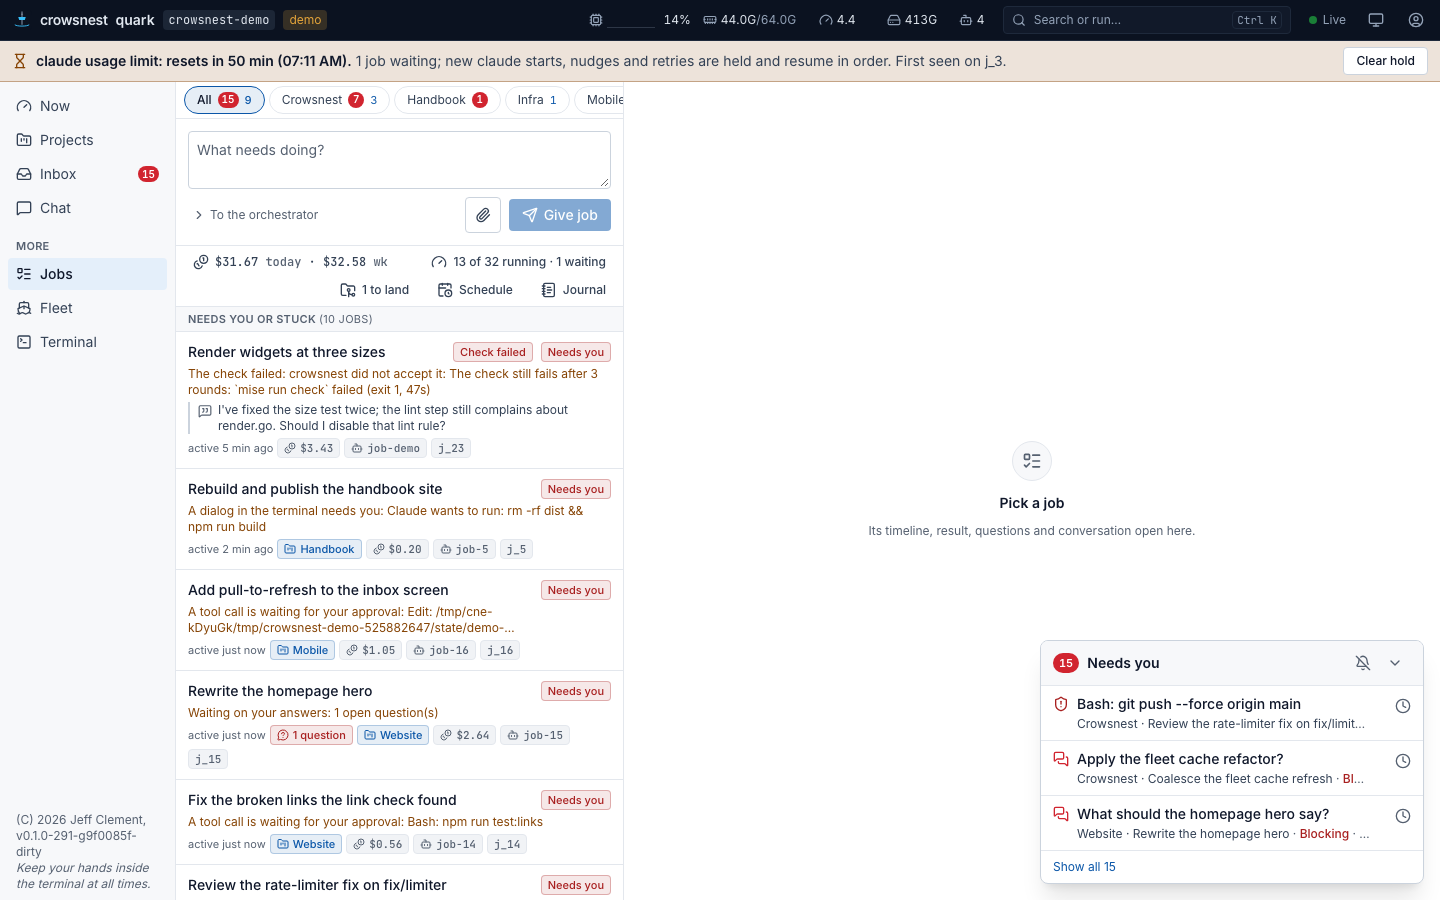 crowsnest quark crowsnest-demo demo
14% 44.0G/64.0G 4.4 413G 4 Search or run... Ctrl K Live
claude usage limit: resets in 50 min (07:11 AM). 1 job waiting; new claude starts, nudges and retries are held and resume in order. First seen on j_3. Clear hold
Now
Projects
Inbox 15
Chat
MORE
Jobs
Fleet
Terminal
(C) 2026 Jeff Clement,
v0.1.0-291-g9f0085f-
dirty
Keep your hands inside
the terminal at all times.
All 15 9 Crowsnest 7 3 Handbook 1 Infra 1 Mobile
What needs doing?
To the orchestrator Give job
$31.67 today · $32.58 wk 13 of 32 running · 1 waiting
1 to land Schedule Journal
NEEDS YOU OR STUCK (10 JOBS)
Render widgets at three sizes Check failed Needs you
The check failed: crowsnest did not accept it: The check still fails after 3
rounds: `mise run check` failed (exit 1, 47s)
I've fixed the size test twice; the lint step still complains about
render.go. Should I disable that lint rule?
active 5 min ago $3.43 job-demo j_23
Rebuild and publish the handbook site Needs you
A dialog in the terminal needs you: Claude wants to run: rm -rf dist &&
npm run build
active 2 min ago Handbook $0.20 job-5 j_5
Add pull-to-refresh to the inbox screen Needs you
A tool call is waiting for your approval: Edit: /tmp/cne-
kDyuGk/tmp/crowsnest-demo-525882647/state/demo-...
active just now Mobile $1.05 job-16 j_16
Rewrite the homepage hero Needs you
Waiting on your answers: 1 open question(s)
active just now 1 question Website $2.64 job-15
j_15
Fix the broken links the link check found Needs you
A tool call is waiting for your approval: Bash: npm run test:links
active just now Website $0.56 job-14 j_14
Review the rate-limiter fix on fix/limiter Needs you
Pick a job
Its timeline, result, questions and conversation open here.
15 Needs you
Bash: git push --force origin main
Crowsnest · Review the rate-limiter fix on fix/limit...
Apply the fleet cache refactor?
Crowsnest · Coalesce the fleet cache refresh · Bl...
What should the homepage hero say?
Website · Rewrite the homepage hero · Blocking · ...
Show all 15